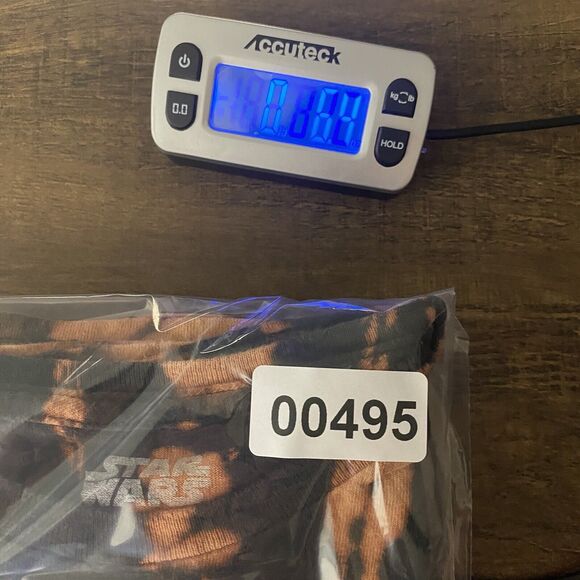 Accuteck
0.0
kg lb
HOLD
00495
STAR
WARS